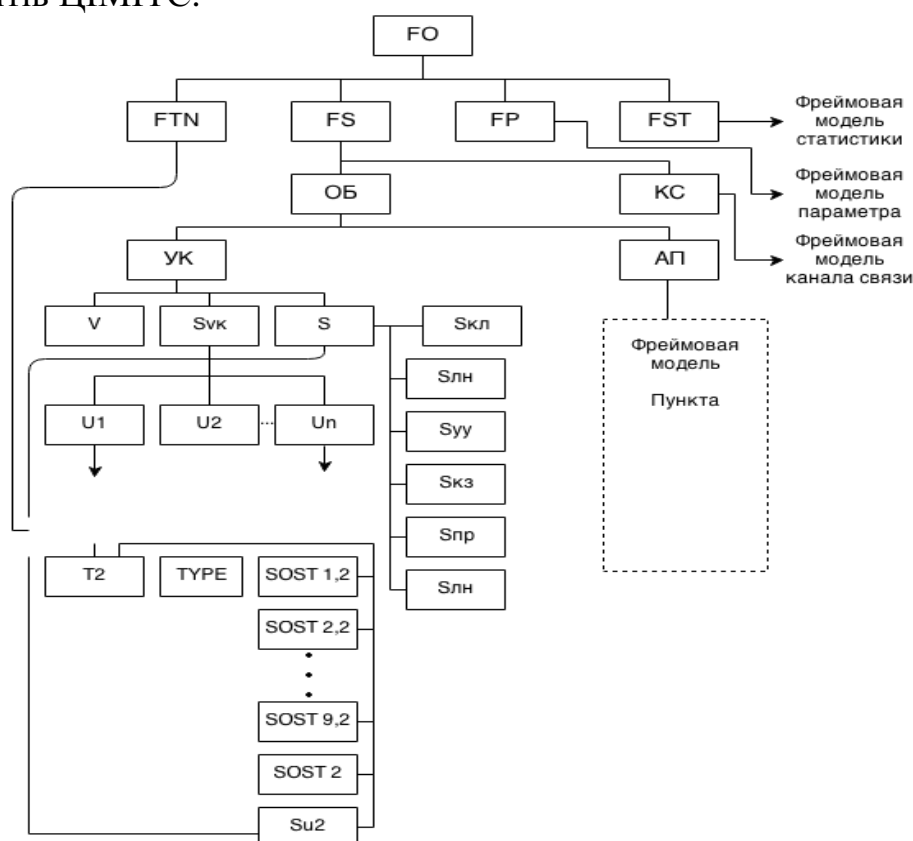 ЦІМІТС.
FO
FTN
FS
FP
FST
Фреймовая
модель
статистики
ОБ
КС
Фреймовая
модель
параметра
УК
АП
Фреймовая
модель
канала связи
V
Svк
S
Sкл
Фреймовая
модель
Пункта
Sлн
U1
U2
...
Un
Sуу
Sкз
Sпр
T2
TYPE
SOST 1,2
Sлн
SOST 2,2
SOST 9,2
SOST 2
Su2